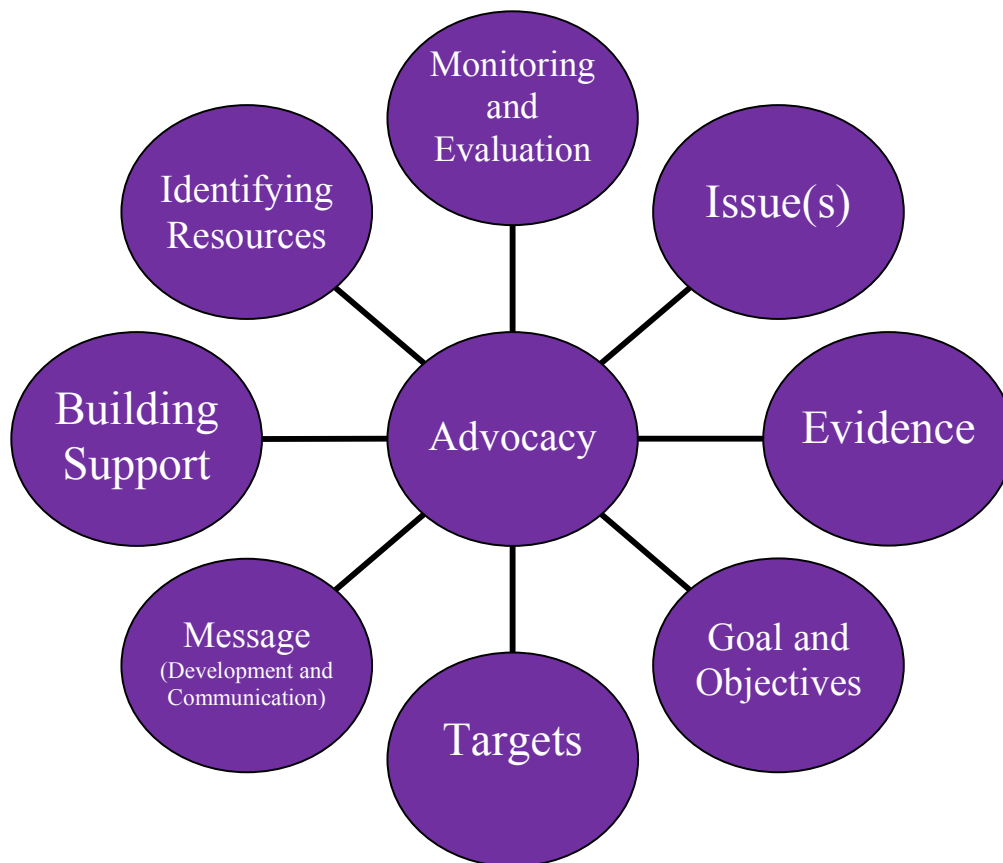 Monitoring
and
Evaluation
Issue(s)
Identifying
Resources
Building
Support
Advocacy
Evidence
Message
(Development and
Communication)
Goal and
Objectives
Targets